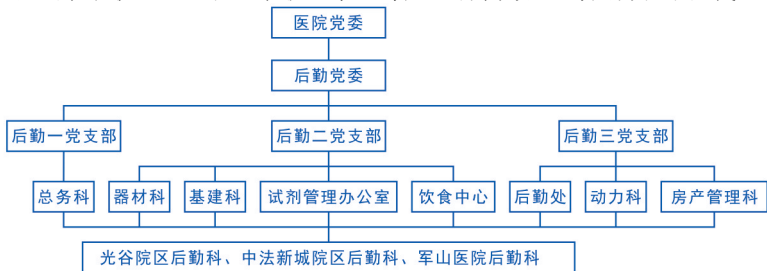 医院党委
后勤党委
后勤一党支部 后勤二党支部 后勤三党支部
总务科 器材科 基建科 试剂管理办公室 饮食中心 后勤处 动力科 房产管理科
光谷院区后勤科、中法新城院区后勤科、军山医院后勤科